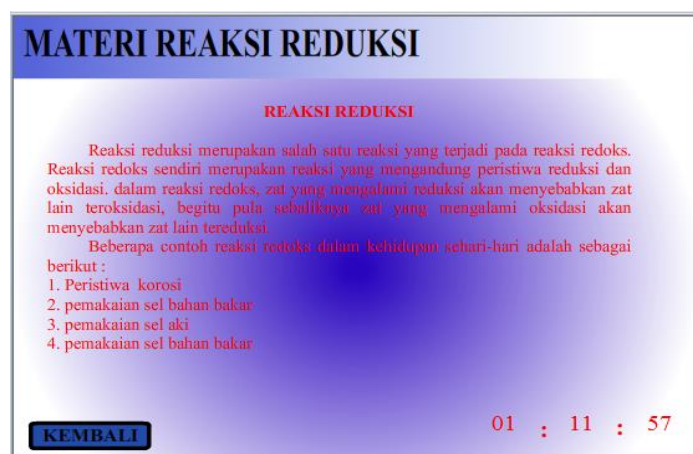 MATERI REAKSI REDUKSI
REAKSI REDUKSI
Reaksi reduksi merupakan salah satu reaksi yang terjadi pada reaksi redoks.
Reaksi redoks sendiri merupakan reaksi yang mengandung peristiwa reduksi dan
oksidasi. dalam reaksi redoks, zat yang mengalami reduksi akan menyebabkan zat
lain teroksidasi, begitu pula sebaliknya zat yang mengalami oksidasi akan
menyebabkan zat lain tereduksi.
Beberapa contoh reaksi redoks dalam kehidupan sehari-hari adalah sebagai
berikut :
1. Peristiwa korosi
2. pemakaian sel bahan bakar
3. pemakaian sel aki
4. pemakaian sel bahan bakar
KEMBALI
01 : 11 : 57